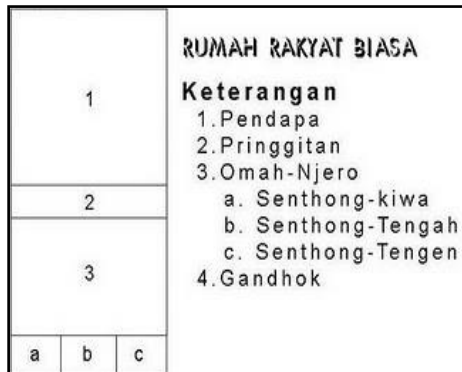 RUMAH RAKYAT BIASA
Keterangan
1.Pendapa
2.Pringgitan
3.Omah-Njero
a. Senthong-kiwa
b. Senthong-Tengah
c. Senthong-Tengen
4.Gandhok
1
2
3
a b c